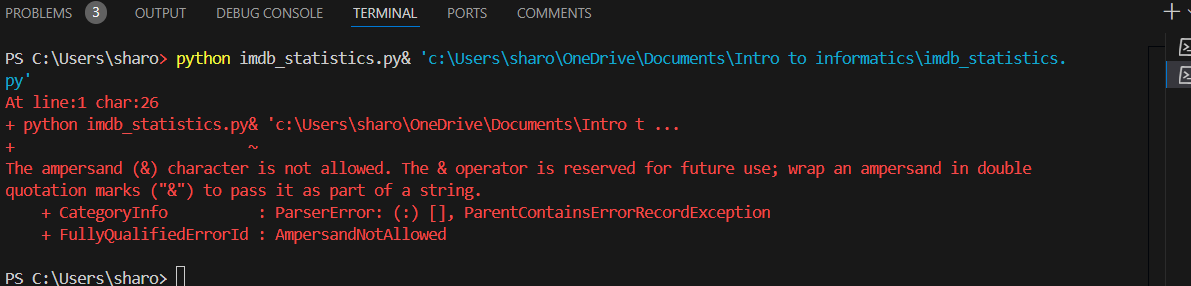 PROBLEMS 3 OUTPUT DEBUG CONSOLE TERMINAL PORTS COMMENTS
PS C:\Users\sharo> python imdb_statistics.py& 'c:\Users\sharo\OneDrive\Documents\Intro to informatics\imdb_statistics.
py'
At line:1 char:26
+ python imdb_statistics.py& 'c:\Users\sharo\OneDrive\Documents\Intro t ...
+                          ~
The ampersand (&) character is not allowed. The & operator is reserved for future use; wrap an ampersand in double
quotation marks ("&") to pass it as part of a string.
    + CategoryInfo          : ParserError: (:) [], ParentContainsErrorRecordException
    + FullyQualifiedErrorId : AmpersandNotAllowed
PS C:\Users\sharo>